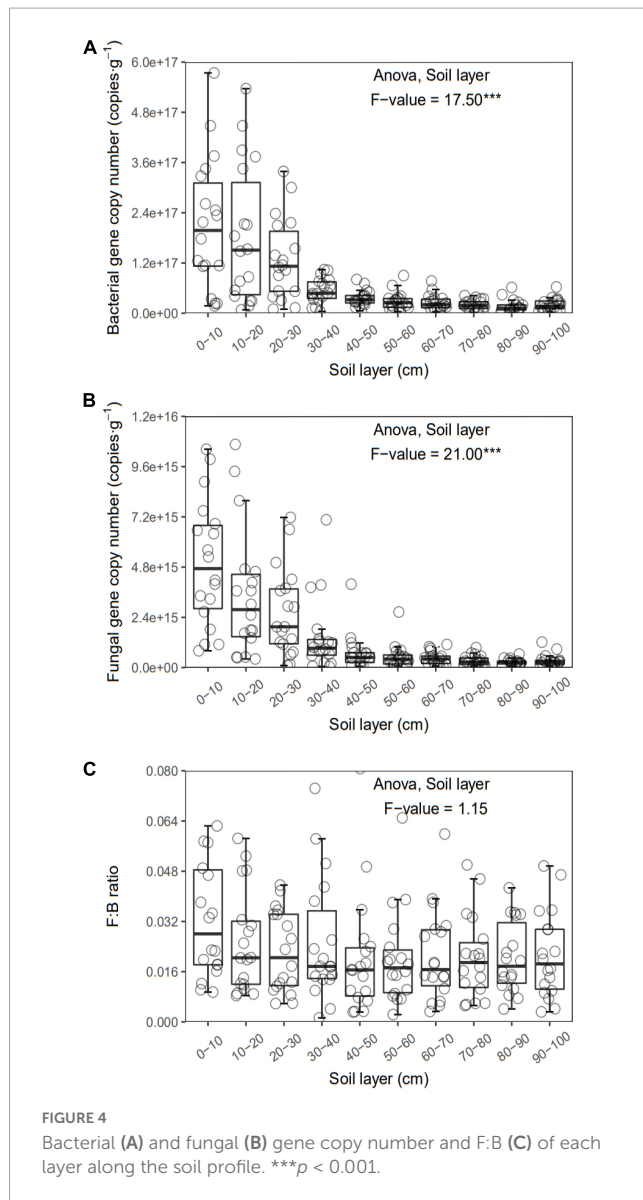 A
Bacterial gene copy number (copies·g⁻¹)
6.0e+17
4.8e+17
3.6e+17
2.4e+17
1.2e+17
0.0e+00
Anova, Soil layer
F−value = 17.50***
0−10 10−20 20−30 30−40 40−50 50−60 60−70 70−80 80−90 90−100
Soil layer (cm)
B
Fungal gene copy number (copies·g⁻¹)
1.2e+16
9.6e+15
7.2e+15
4.8e+15
2.4e+15
0.0e+00
Anova, Soil layer
F−value = 21.00***
0−10 10−20 20−30 30−40 40−50 50−60 60−70 70−80 80−90 90−100
Soil layer (cm)
C
F:B ratio
0.080
0.064
0.048
0.032
0.016
0.000
Anova, Soil layer
F−value = 1.15
0−10 10−20 20−30 30−40 40−50 50−60 60−70 70−80 80−90 90−100
Soil layer (cm)
FIGURE 4
Bacterial (A) and fungal (B) gene copy number and F:B (C) of each
layer along the soil profile. ***p < 0.001.